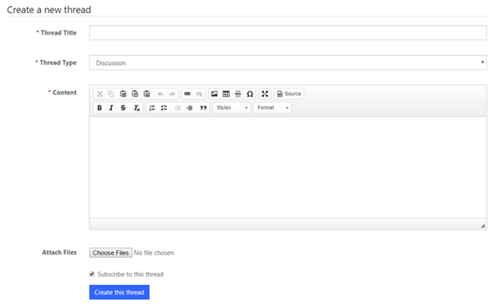 Create a new thread
* Thread Title
* Thread Type Discussion
* Content
Source
B I S Tx Styles Format
Attach Files Choose Files No file chosen
Subscribe to this thread
Create this thread